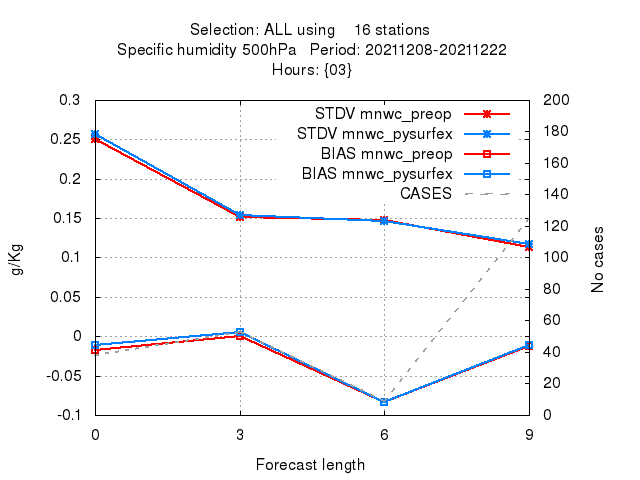 Selection: ALL using    16 stations
Specific humidity 500hPa   Period: 20211208-20211222
Hours: {03}
STDV mnwc_preop
STDV mnwc_pysurfex
BIAS mnwc_preop
BIAS mnwc_pysurfex
CASES
g/Kg
0.3
0.25
0.2
0.15
0.1
0.05
0
-0.05
-0.1
200
180
160
140
120
100
80
60
40
20
0
No cases
0 3 6 9
Forecast length